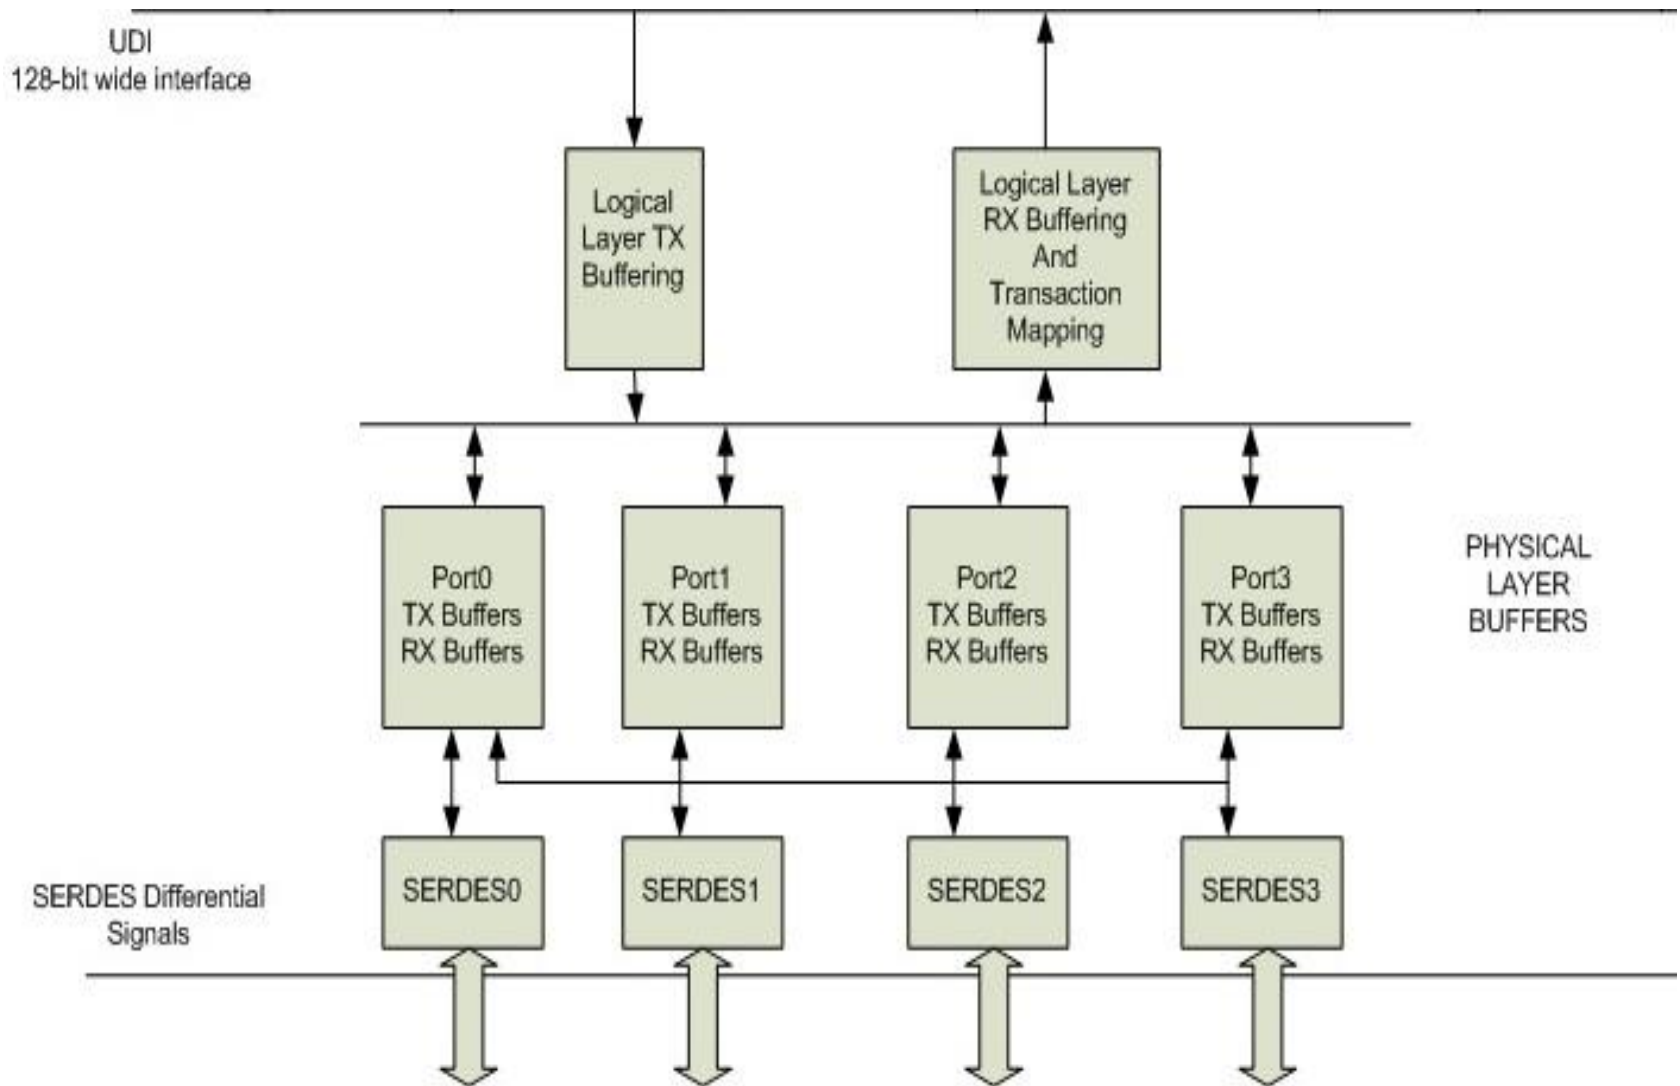 UDI
128-bit wide interface
Logical
Layer TX
Buffering
Logical Layer
RX Buffering
And
Transaction
Mapping
Port0
TX Buffers
RX Buffers
Port1
TX Buffers
RX Buffers
Port2
TX Buffers
RX Buffers
Port3
TX Buffers
RX Buffers
PHYSICAL
LAYER
BUFFERS
SERDES Differential
Signals
SERDES0
SERDES1
SERDES2
SERDES3